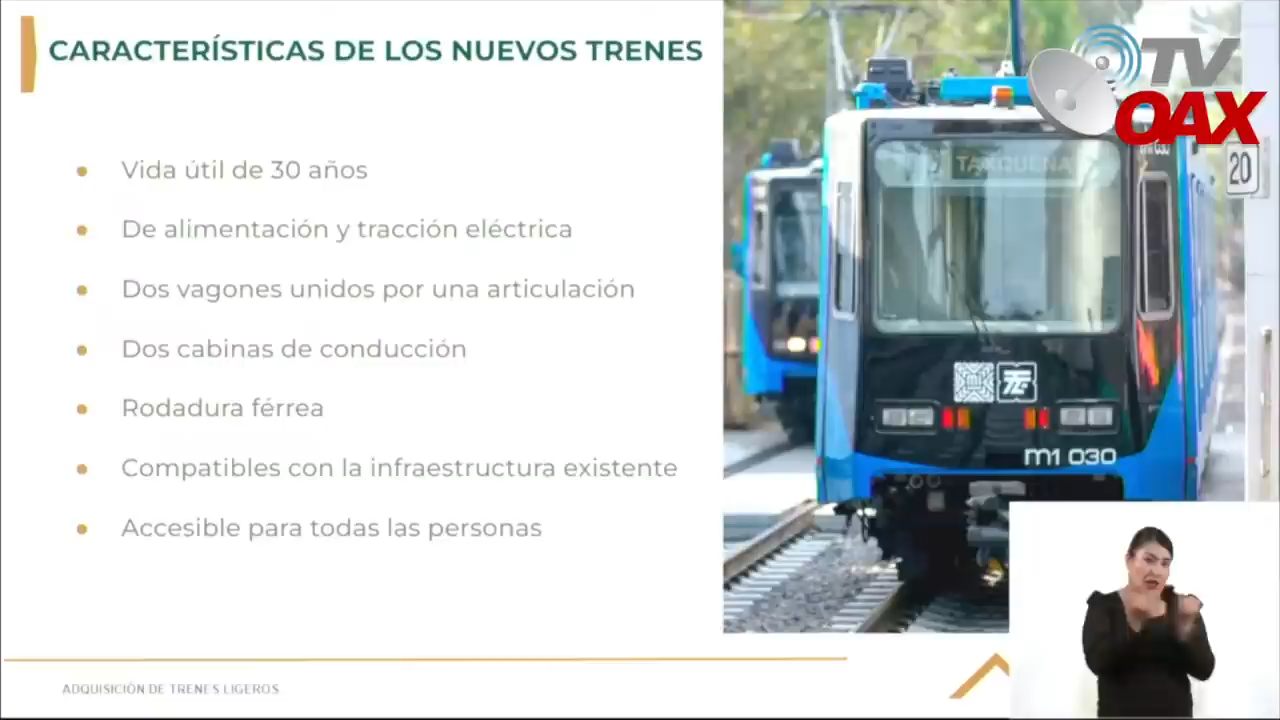 CARACTERÍSTICAS DE LOS NUEVOS TRENES
Vida útil de 30 años
De alimentación y tracción eléctrica
Dos vagones unidos por una articulación
Dos cabinas de conducción
Rodadura férrea
Compatibles con la infraestructura existente
Accesible para todas las personas
ADQUISICIÓN DE TRENES LIGEROS
TV
OAX
20
TAXQUEÑA
m1 030